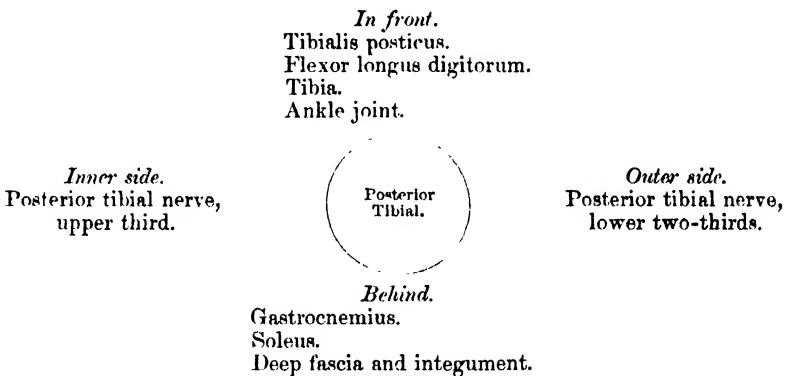 In front.
Tibialis posticus.
Flexor longus digitorum.
Tibia.
Ankle joint.
Inner side.
Posterior tibial nerve,
upper third.
Posterior
Tibial.
Outer side.
Posterior tibial nerve,
lower two-thirds.
Behind.
Gastrocnemius.
Soleus.
Deep fascia and integument.